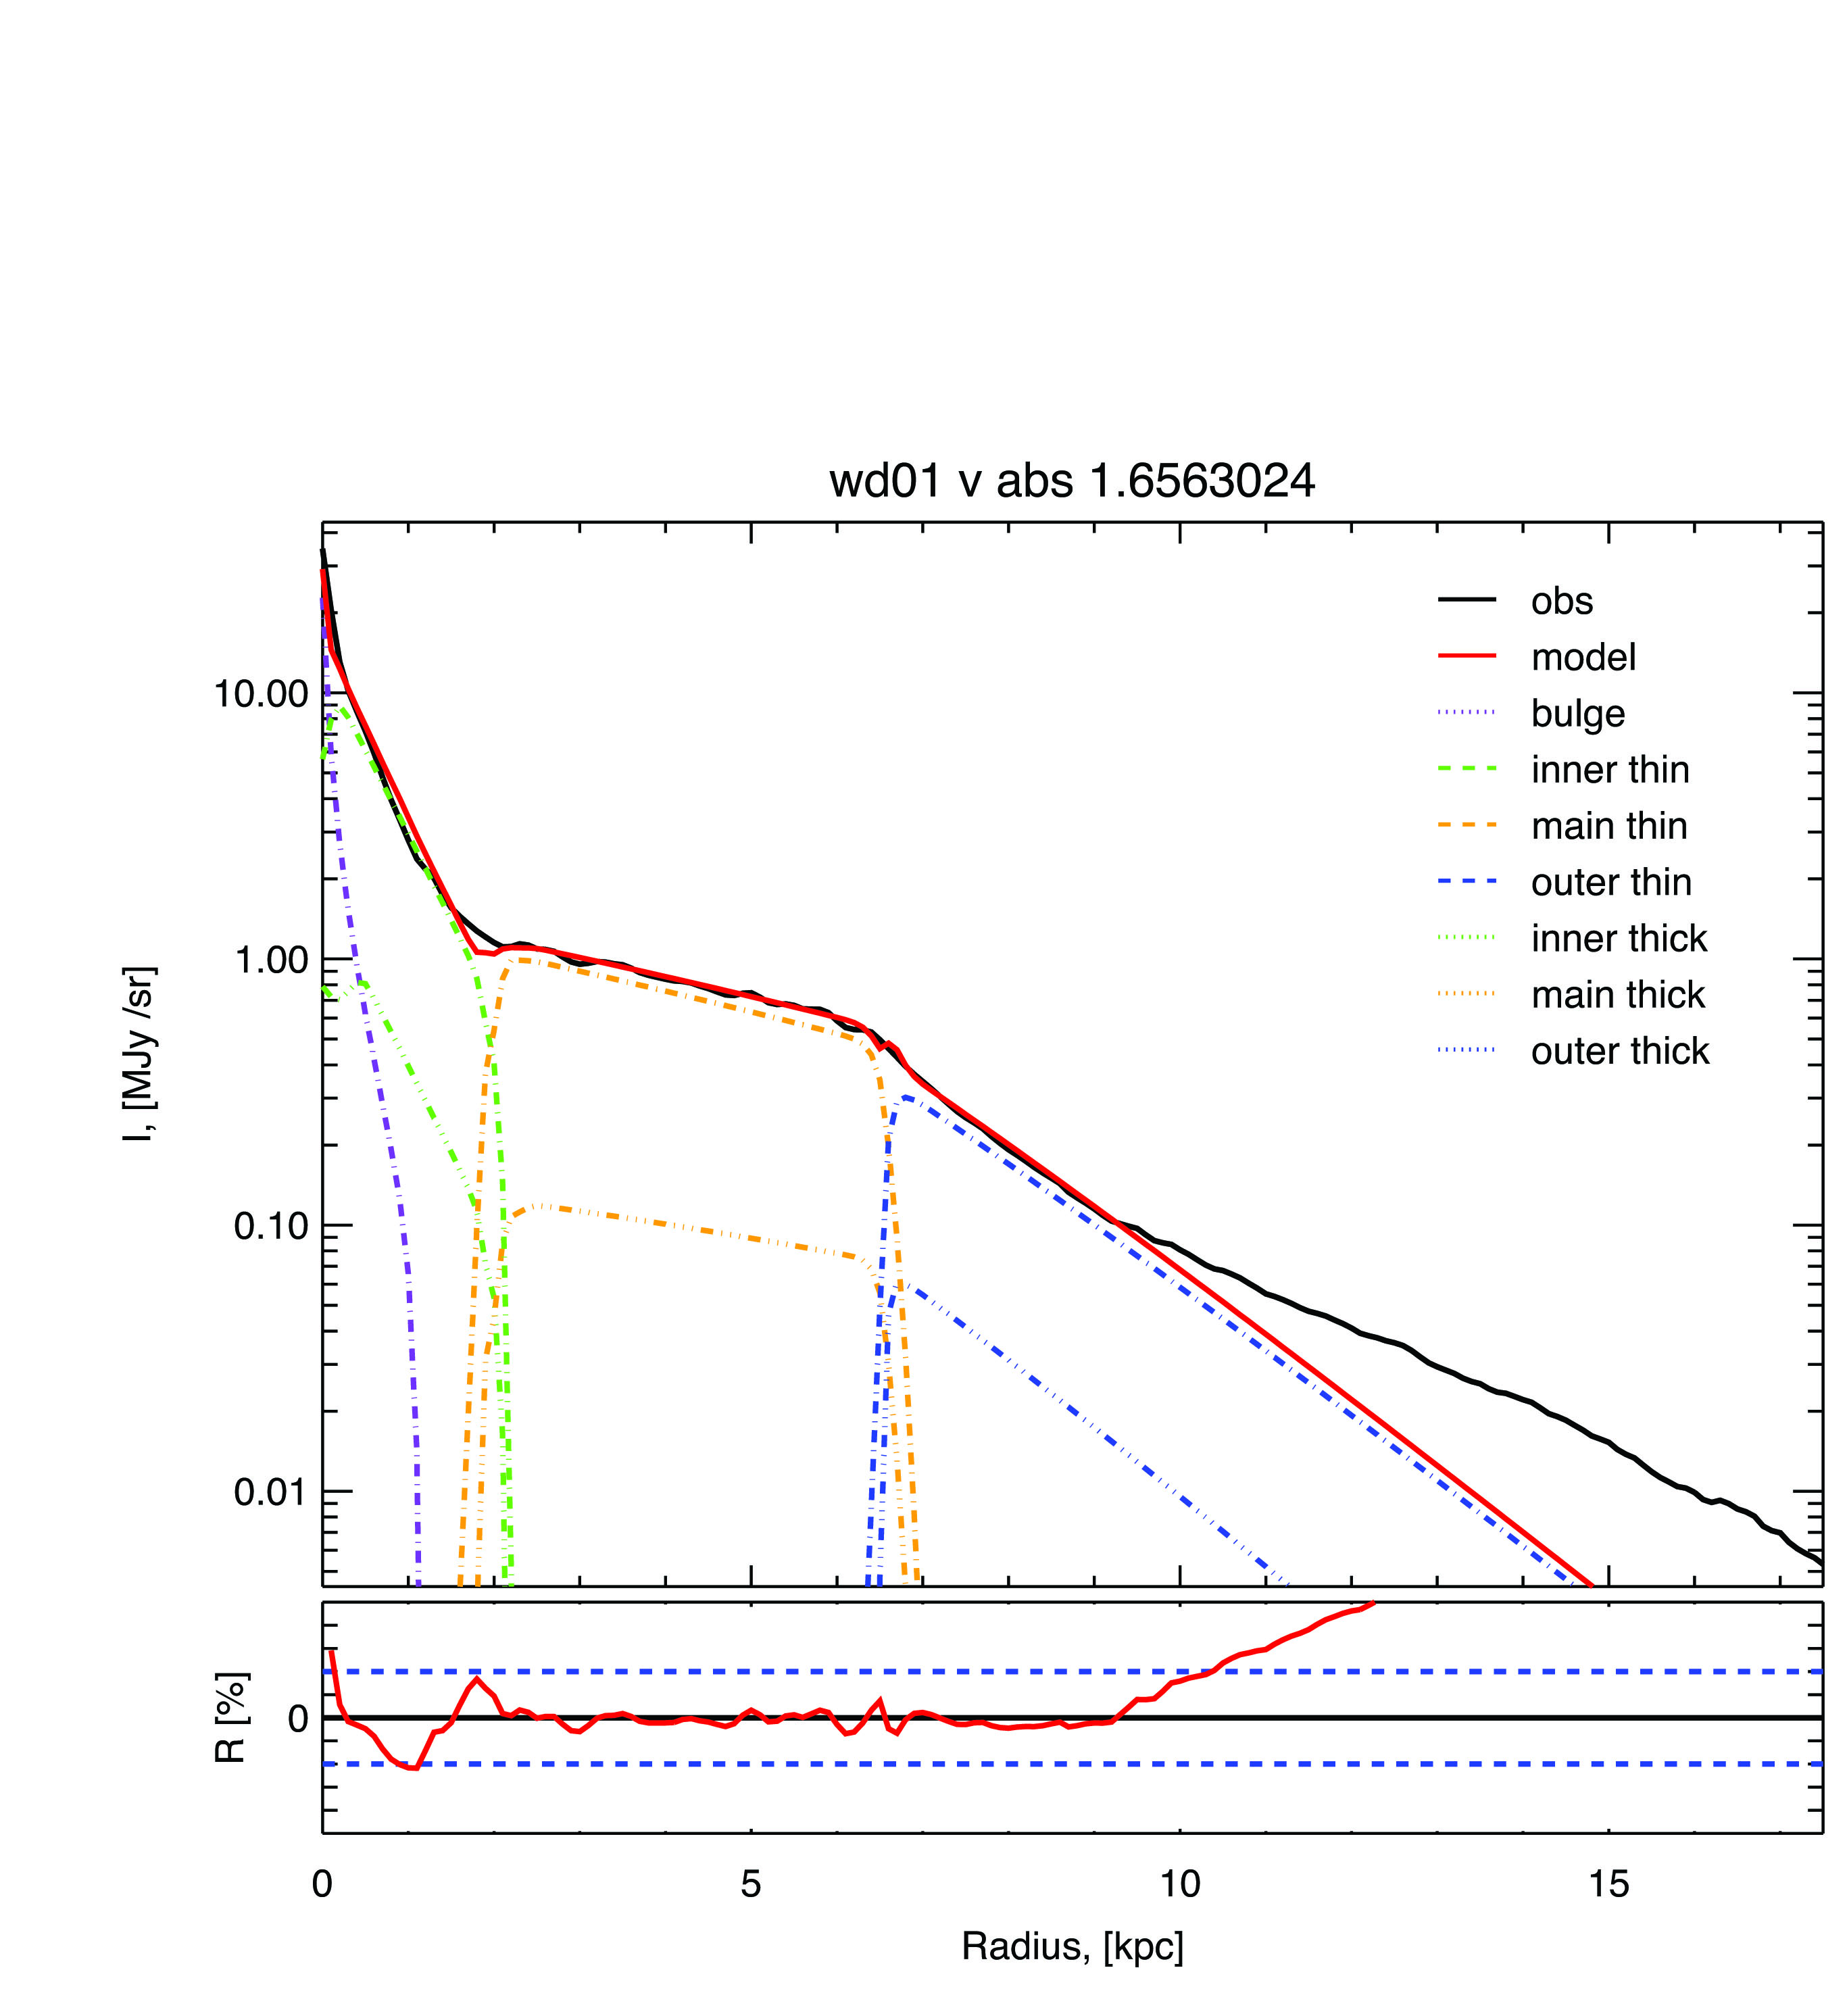 wd01 v abs 1.6563024
obs
model
bulge
inner thin
main thin
outer thin
inner thick
main thick
outer thick
10.00
1.00
0.10
0.01
I, [MJy /sr]
R [%]
0
0 5 10 15
Radius, [kpc]